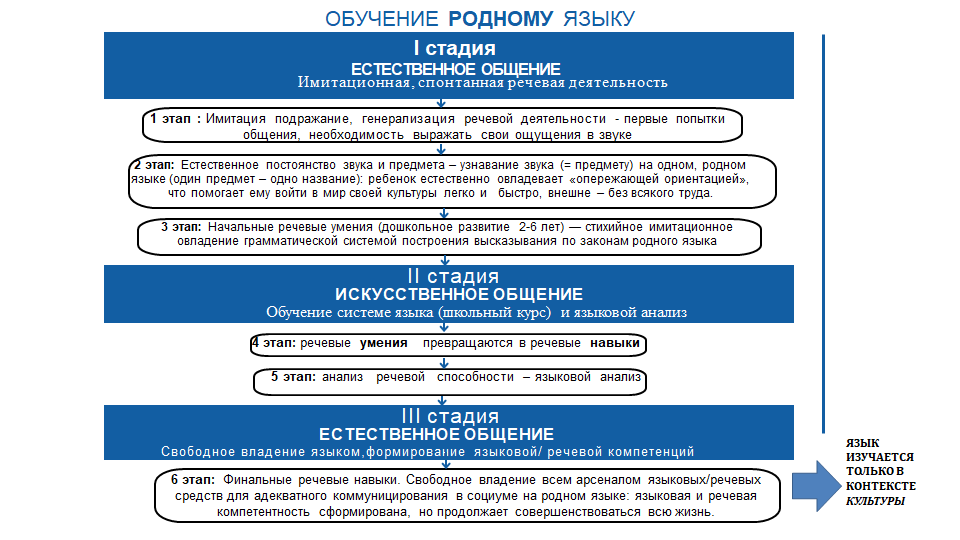 ОБУЧЕНИЕ РОДНОМУ ЯЗЫКУ
I стадия
ЕСТЕСТВЕННОЕ ОБЩЕНИЕ
Имитационная, спонтанная речевая деятельность
1 этап : Имитация подражание, генерализация речевой деятельности - первые попытки
общения, необходимость выражать свои ощущения в звуке
2 этап: Естественное постоянство звука и предмета – узнавание звука (= предмету) на одном, родном
языке (один предмет – одно название): ребенок естественно овладевает «опережающей ориентацией»,
что помогает ему войти в мир своей культуры легко и быстро, внешне – без всякого труда.
3 этап: Начальные речевые умения (дошкольное развитие 2-6 лет) — стихийное имитационное
овладение грамматической системой построения высказывания по законам родного языка
II стадия
ИСКУССТВЕННОЕ ОБЩЕНИЕ
Обучение системе языка (школьный курс) и языковой анализ
4 этап: речевые умения превращаются в речевые навыки
5 этап: анализ речевой способности – языковой анализ
III стадия
ЕСТЕСТВЕННОЕ ОБЩЕНИЕ
Свободное владение языком,формирование языковой/ речевой компетенций
6 этап: Финальные речевые навыки. Свободное владение всем арсеналом языковых/речевых
средств для адекватного коммуницирования в социуме на родном языке: языковая и речевая
компетентность сформирована, но продолжает совершенствоваться всю жизнь.
ЯЗЫК
ИЗУЧАЕТСЯ
ТОЛЬКО В
КОНТЕКСТЕ
КУЛЬТУРЫ